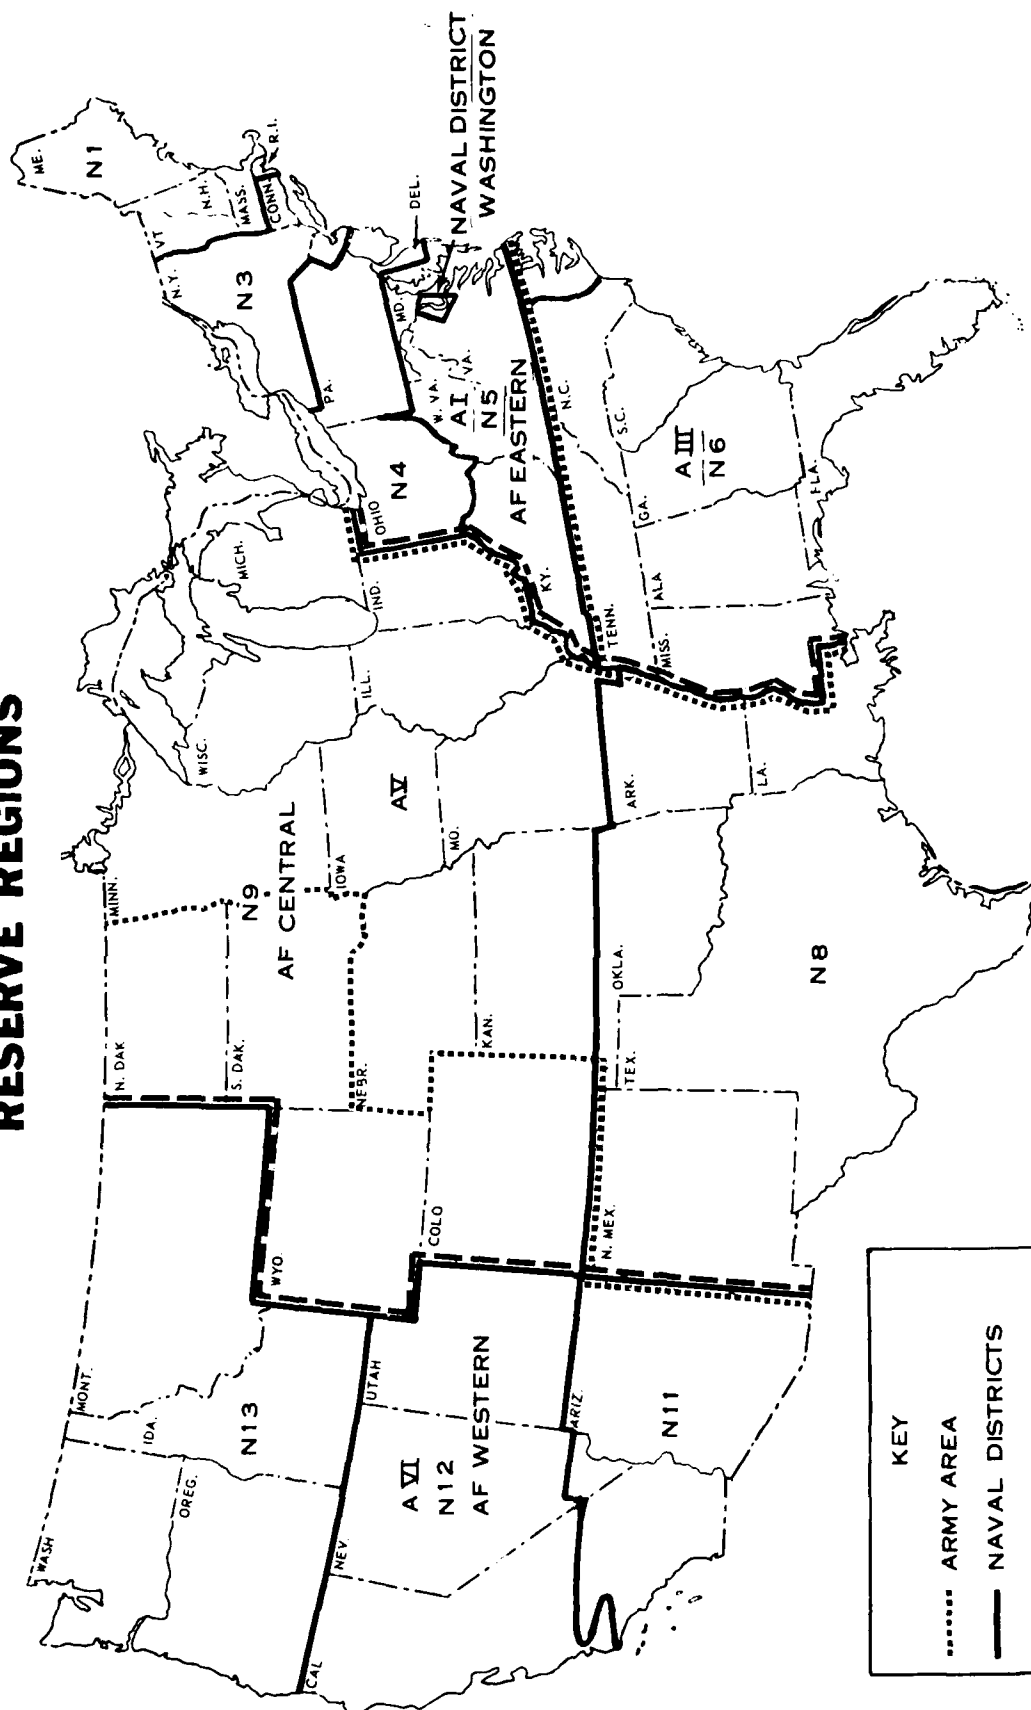 RESERVE REGIONS
WASH
MONT.
N. DAK
MINN.
OREG.
IDA.
N13
WYO.
S. DAK.
N9
AF CENTRAL
WISC.
MICH.
CAL
NEV.
UTAH
A VI
N12
AF WESTERN
COLO
NEBR.
KAN.
IOWA
AV
MO.
ILL.
IND.
OHIO
N4
PA.
N.Y.
N3
VT
N.H.
ME.
N1
MASS.
CONN.
R.I.
DEL.
MD.
NAVAL DISTRICT
WASHINGTON
W. VA.
VA.
AI
N5
AF EASTERN
KY.
TENN.
N.C.
S.C.
ARIZ.
N11
N. MEX.
TEX.
OKLA.
N8
ARK.
LA.
MISS.
ALA
GA.
A III
N6
FLA.
KEY
ARMY AREA
NAVAL DISTRICTS